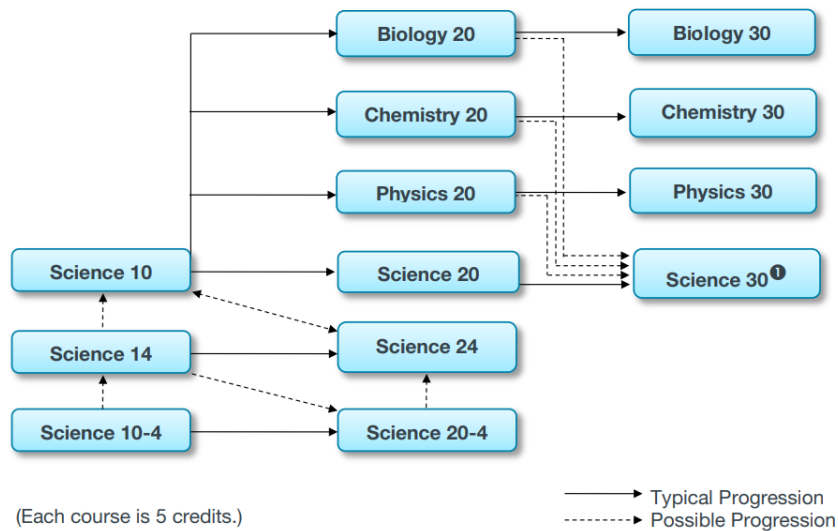 Biology 20
Biology 30
Chemistry 20
Chemistry 30
Physics 20
Physics 30
Science 10
Science 20
Science 30❶
Science 14
Science 24
Science 10-4
Science 20-4
(Each course is 5 credits.)
Typical Progression
Possible Progression